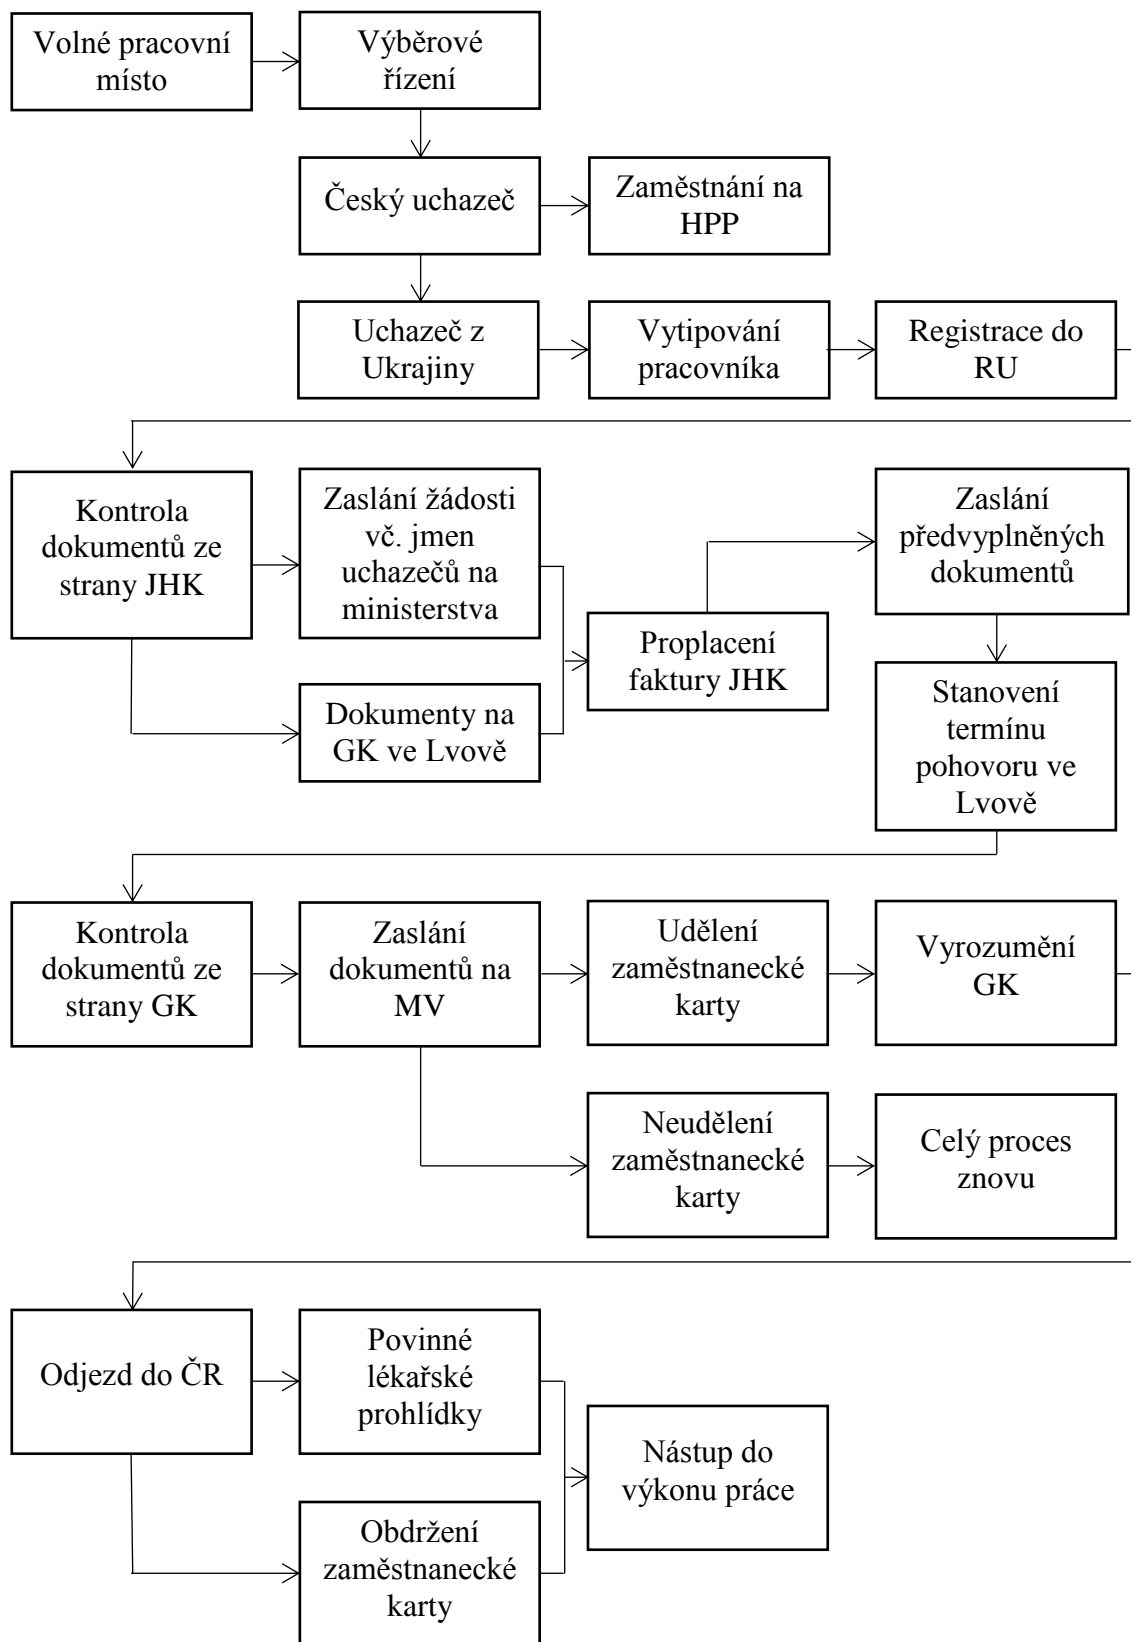 Volné pracovní
místo
Výběrové
řízení
Český uchazeč
Zaměstnání na
HPP
Uchazeč z
Ukrajiny
Vytipování
pracovníka
Registrace do
RU
Kontrola
dokumentů ze
strany JHK
Zaslání žádosti
vč. jmen
uchazečů na
ministerstva
Dokumenty na
GK ve Lvově
Proplacení
faktury JHK
Zaslání
předvyplněných
dokumentů
Stanovení
termínu
pohovoru ve
Lvově
Kontrola
dokumentů ze
strany GK
Zaslání
dokumentů na
MV
Udělení
zaměstnanecké
karty
Vyrozumění
GK
Neudělení
zaměstnanecké
karty
Celý proces
znovu
Odjezd do ČR
Povinné
lékařské
prohlídky
Obdržení
zaměstnanecké
karty
Nástup do
výkonu práce